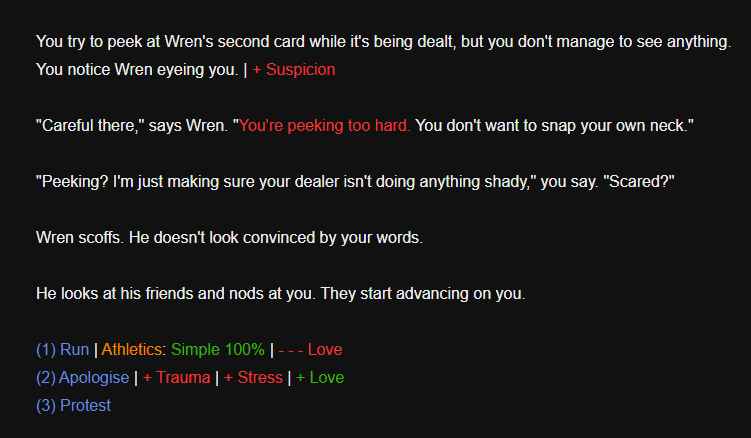 You try to peek at Wren's second card while it's being dealt, but you don't manage to see anything.
You notice Wren eyeing you. | + Suspicion
"Careful there," says Wren. "You're peeking too hard. You don't want to snap your own neck."
"Peeking? I'm just making sure your dealer isn't doing anything shady," you say. "Scared?"
Wren scoffs. He doesn't look convinced by your words.
He looks at his friends and nods at you. They start advancing on you.
(1) Run | Athletics: Simple 100% | - - - Love
(2) Apologise | + Trauma | + Stress | + Love
(3) Protest